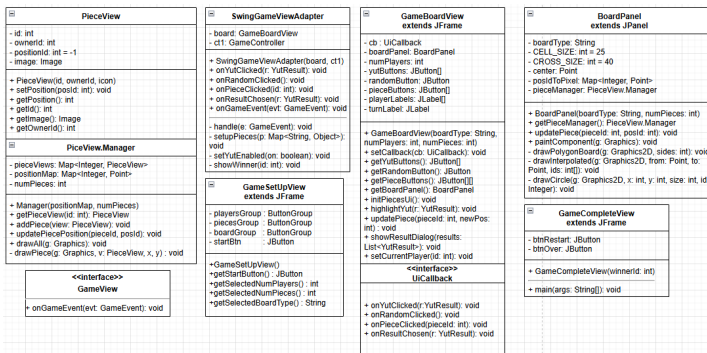 PieceView
- id: int
- ownerId: int
- positionId: int = -1
- image: Image
+ PieceView(id, ownerId, icon)
+ setPosition(posId: int): void
+ getPosition(): int
+ getId(): int
+ getImage(): Image
+ getOwnerId(): int
PiceView.Manager
- pieceViews: Map<Integer, PieceView>
- positionMap: Map<Integer, Point>
- numPieces: int
+ Manager(positionMap, numPieces)
+ getPieceView(id: int): PieceView
+ addPiece(view: PieceView): void
+ updatePiecePosition(pieceId, posId): void
+ drawAll(g: Graphics): void
- drawPiece(g: Graphics, v: PieceView, x, y) : void
<<interface>>
GameView
+ onGameEvent(evt: GameEvent): void
SwingGameViewAdapter
- board: GameBoardView
- ct1: GameController
+ SwingGameViewAdapter(board, ct1)
+ onYutClicked(r: YutResult): void
+ onRandomClicked(): void
+ onPieceClicked(id: int): void
+ onResultChosen(r: YutResult): void
+ onGameEvent(e: GameEvent): void
- handle(e: GameEvent): void
- setupPieces(p: Map<String, Object>):
void
- setYutEnabled(on: boolean): void
- showWinner(id: int): void
GameSetUpView
extends JFrame
- playersGroup : ButtonGroup
- piecesGroup : ButtonGroup
- boardGroup : ButtonGroup
- startBtn : JButton
+GameSetUpView()
+getStartButton() : JButton
+getSelectedNumPlayers() : int
+getSelectedNumPieces() : int
+getSelectedBoardType() : String
GameBoardView
extends JFrame
- cb : UiCallback
- boardPanel: BoardPanel
- numPlayers: int
- yutButtons: JButton[]
- randomButton: JButton
- pieceButtons: JButton[]
- playerLabels: JLabel[]
- turnLabel: JLabel
+ GameBoardView(boardType: String,
numPlayers: int, numPieces: int)
+ setCallback(cb: UiCallback): void
+ getYutButtons(): JButton[]
+ getRandomButton(): JButton
+ getPieceButtons(): JButton[][]
+ getBoardPanel(): BoardPanel
+ initPiecesUi() : void
+ highlightYut(r: YutResult): void
+ updatePiece(pieceId: int, newPos:
int) : void
+ showResultDialog(results:
List<YutResult>): void
+ setCurrentPlayer(id: int): void
<<interface>>
UiCallback
+ onYutClicked(r:YutResult): void
+ onRandomClicked(): void
+ onPieceClicked(pieceId: int): void
+ onResultChosen(r: YutResult): void
BoardPanel
extends JPanel
- boardType: String
- CELL_SIZE: int = 25
- CROSS_SIZE: int = 40
- center: Point
- posIdToPixel: Map<Integer, Point>
- pieceManager: PieceView.Manager
+ BoardPanel(boardType: String, numPieces: int)
+ getPieceManager(): PieceView.Manager
+ updatePiece(pieceId: int, posId: int): void
+ paintComponent(g: Graphics): void
- drawPolygonBoard(g: Graphics2D, sides: int): void
- drawInterpolated(g: Graphics2D, from: Point, to:
Point, ids: int[]): void
- drawCircle(g: Graphics2D, x: int, y: int, size: int, id:
Integer): void
GameCompleteView
extends JFrame
- btnRestart: JButton
- btnOver: JButton
+ GameCompleteView(winnerId: int)
+ main(args: String[]): void